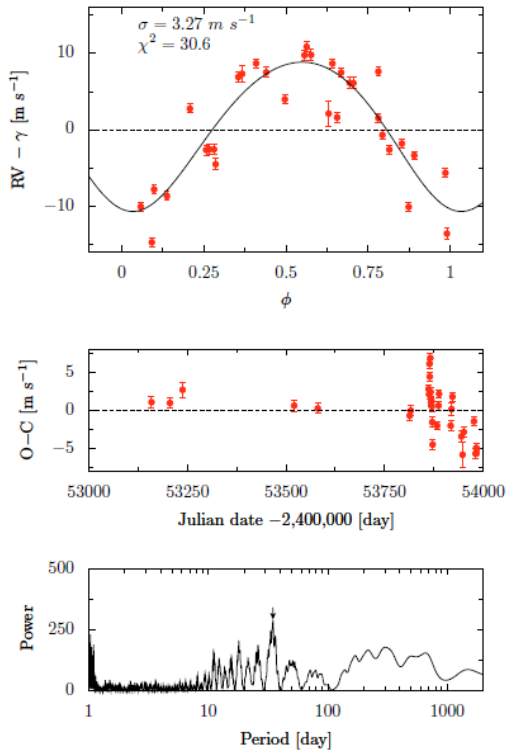 σ = 3.27 m s⁻¹
χ² = 30.6
10
0
−10
RV − γ [m s⁻¹]
0 0.25 0.5 0.75 1
ϕ
5
0
−5
O−C [m s⁻¹]
53000 53250 53500 53750 54000
Julian date −2,400,000 [day]
500
250
0
Power
1 10 100 1000
Period [day]